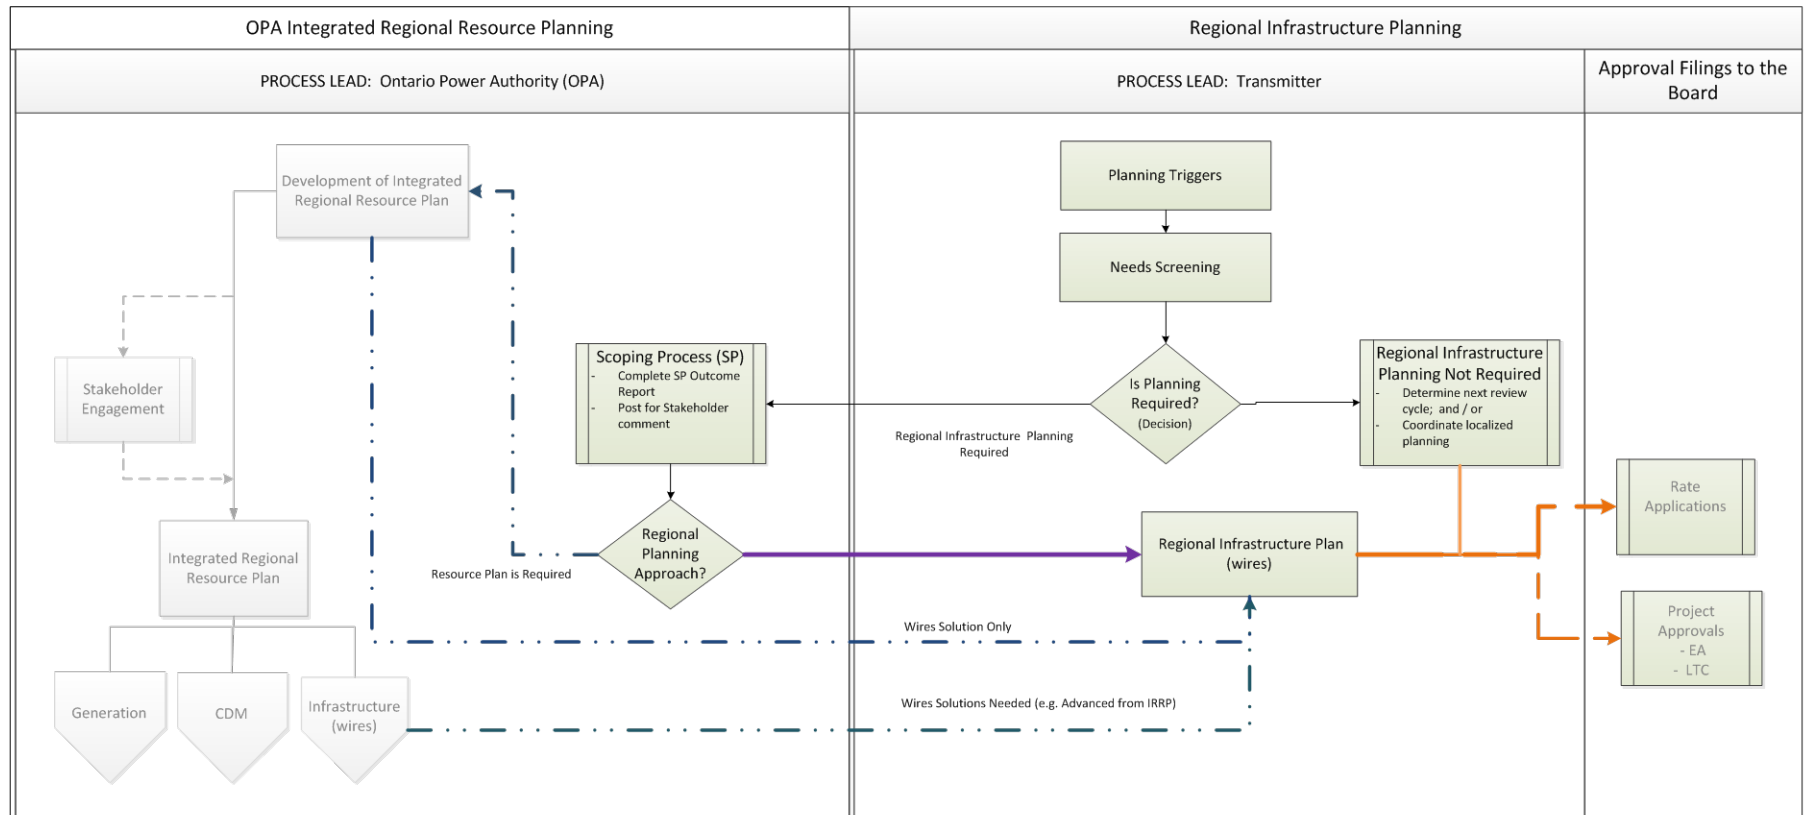 OPA Integrated Regional Resource Planning
Regional Infrastructure Planning
PROCESS LEAD:  Ontario Power Authority (OPA)
PROCESS LEAD:  Transmitter
Approval Filings to the
Board
Development of Integrated
Regional Resource Plan
Stakeholder
Engagement
Integrated Regional
Resource Plan
Generation
CDM
Infrastructure
(wires)
Scoping Process (SP)
- Complete SP Outcome
Report
- Post for Stakeholder
comment
Regional
Planning
Approach?
Resource Plan is Required
Planning Triggers
Needs Screening
Is Planning
Required?
(Decision)
Regional Infrastructure  Planning
Required
Regional Infrastructure
Planning Not Required
- Determine next review
cycle;  and / or
- Coordinate localized
planning
Regional Infrastructure Plan
(wires)
Wires Solution Only
Wires Solutions Needed (e.g. Advanced from IRRP)
Rate
Applications
Project
Approvals
- EA
- LTC